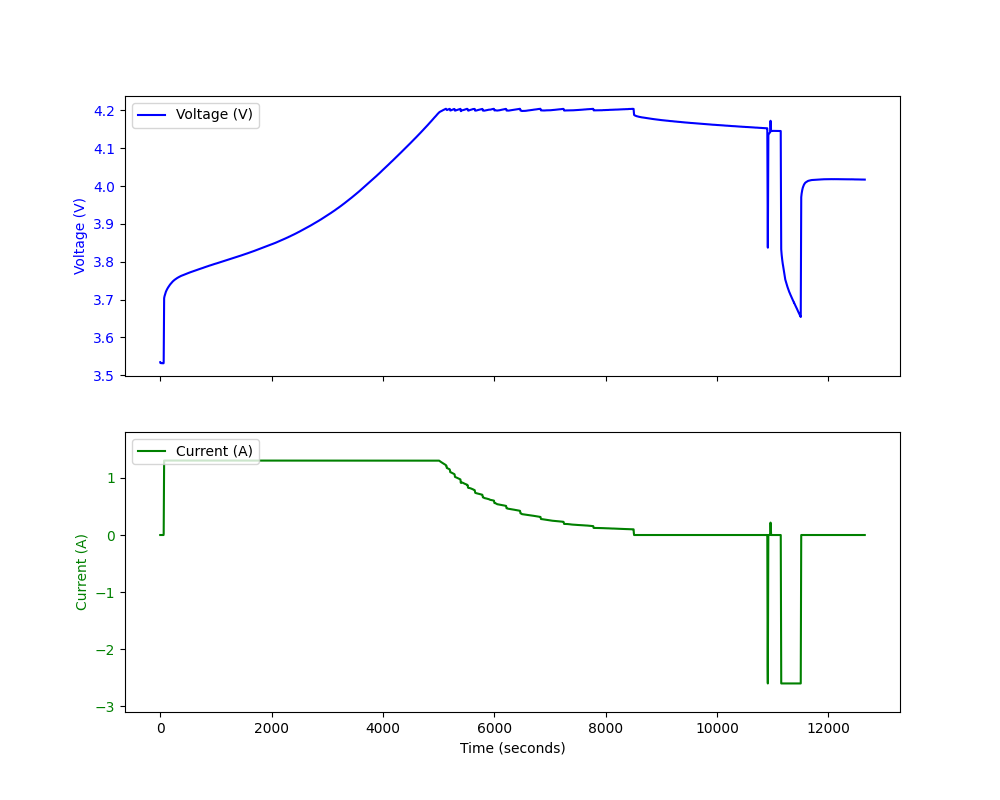 Voltage (V)
4.2
4.1
4.0
3.9
3.8
3.7
3.6
3.5
Voltage (V)
Current (A)
1
0
−1
−2
−3
Current (A)
0 2000 4000 6000 8000 10000 12000
Time (seconds)